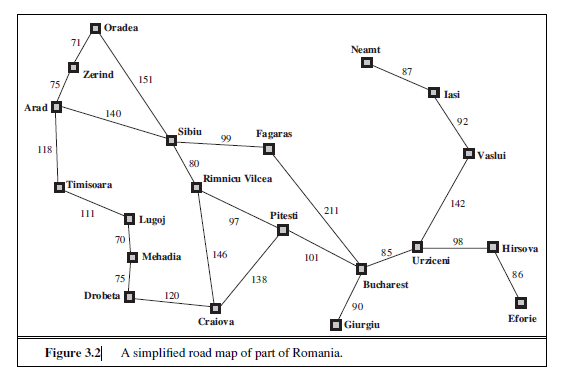 Oradea
71
Neamt
87
Zerind
151
75
Iasi
Arad
140
92
Sibiu
99
Fagaras
118
Vaslui
80
Timisoara
Rimnicu Vilcea
111
Lugoj
97
Pitesti
211
142
70
Mehadia
146
101
85
98
Hirsova
Urziceni
75
138
86
Bucharest
Drobeta
120
90
Craiova
Giurgiu
Eforie
Figure 3.2 A simplified road map of part of Romania.